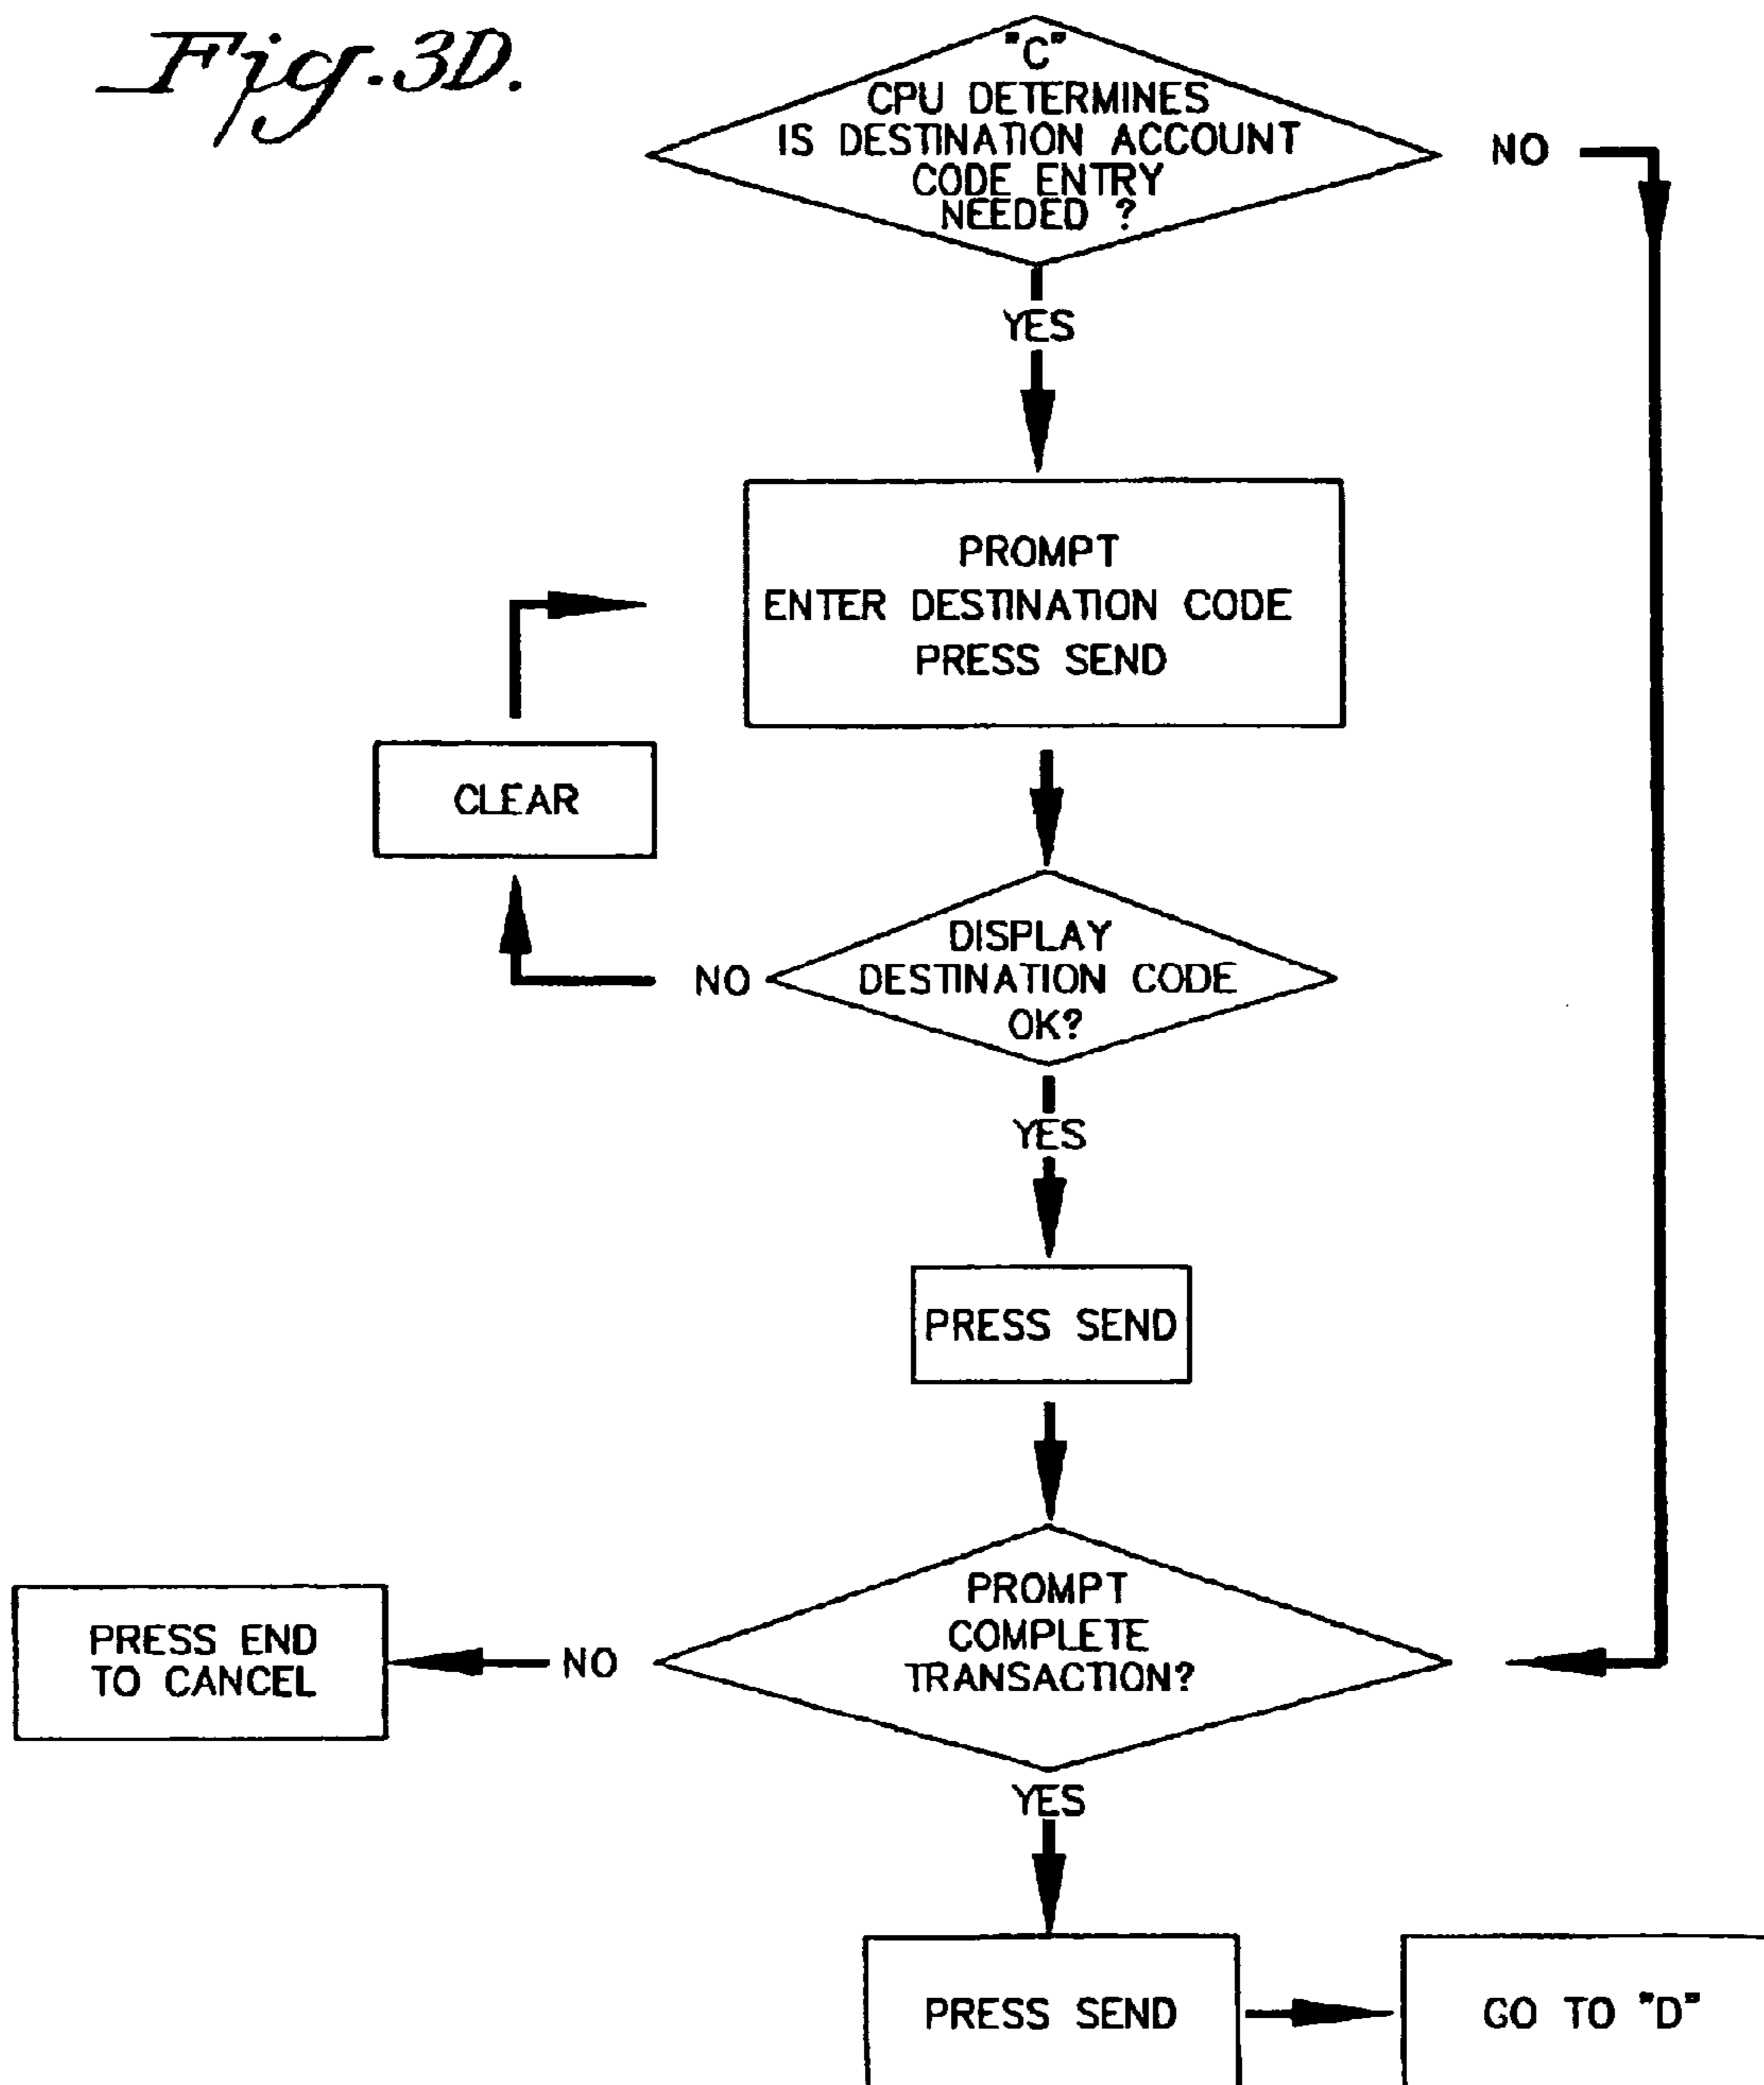 Fig. 3D.
"C"
CPU DETERMINES
IS DESTINATION ACCOUNT
CODE ENTRY
NEEDED ?
NO
YES
PROMPT
ENTER DESTINATION CODE
PRESS SEND
CLEAR
DISPLAY
DESTINATION CODE
OK?
NO
YES
PRESS SEND
PROMPT
COMPLETE
TRANSACTION?
NO
PRESS END
TO CANCEL
YES
PRESS SEND
GO TO "D"